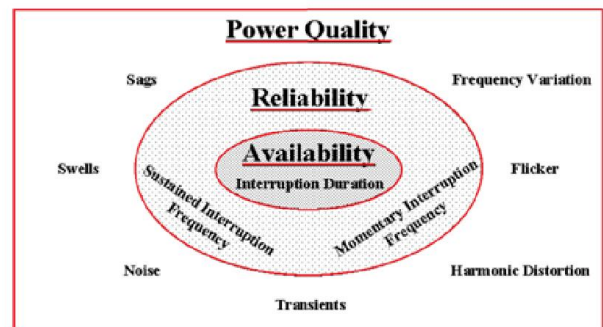 Power Quality
Sags
Frequency Variation
Reliability
Availability
Interruption Duration
Swells
Flicker
Sustained Interruption
Frequency
Momentary Interruption
Frequency
Noise
Harmonic Distortion
Transients